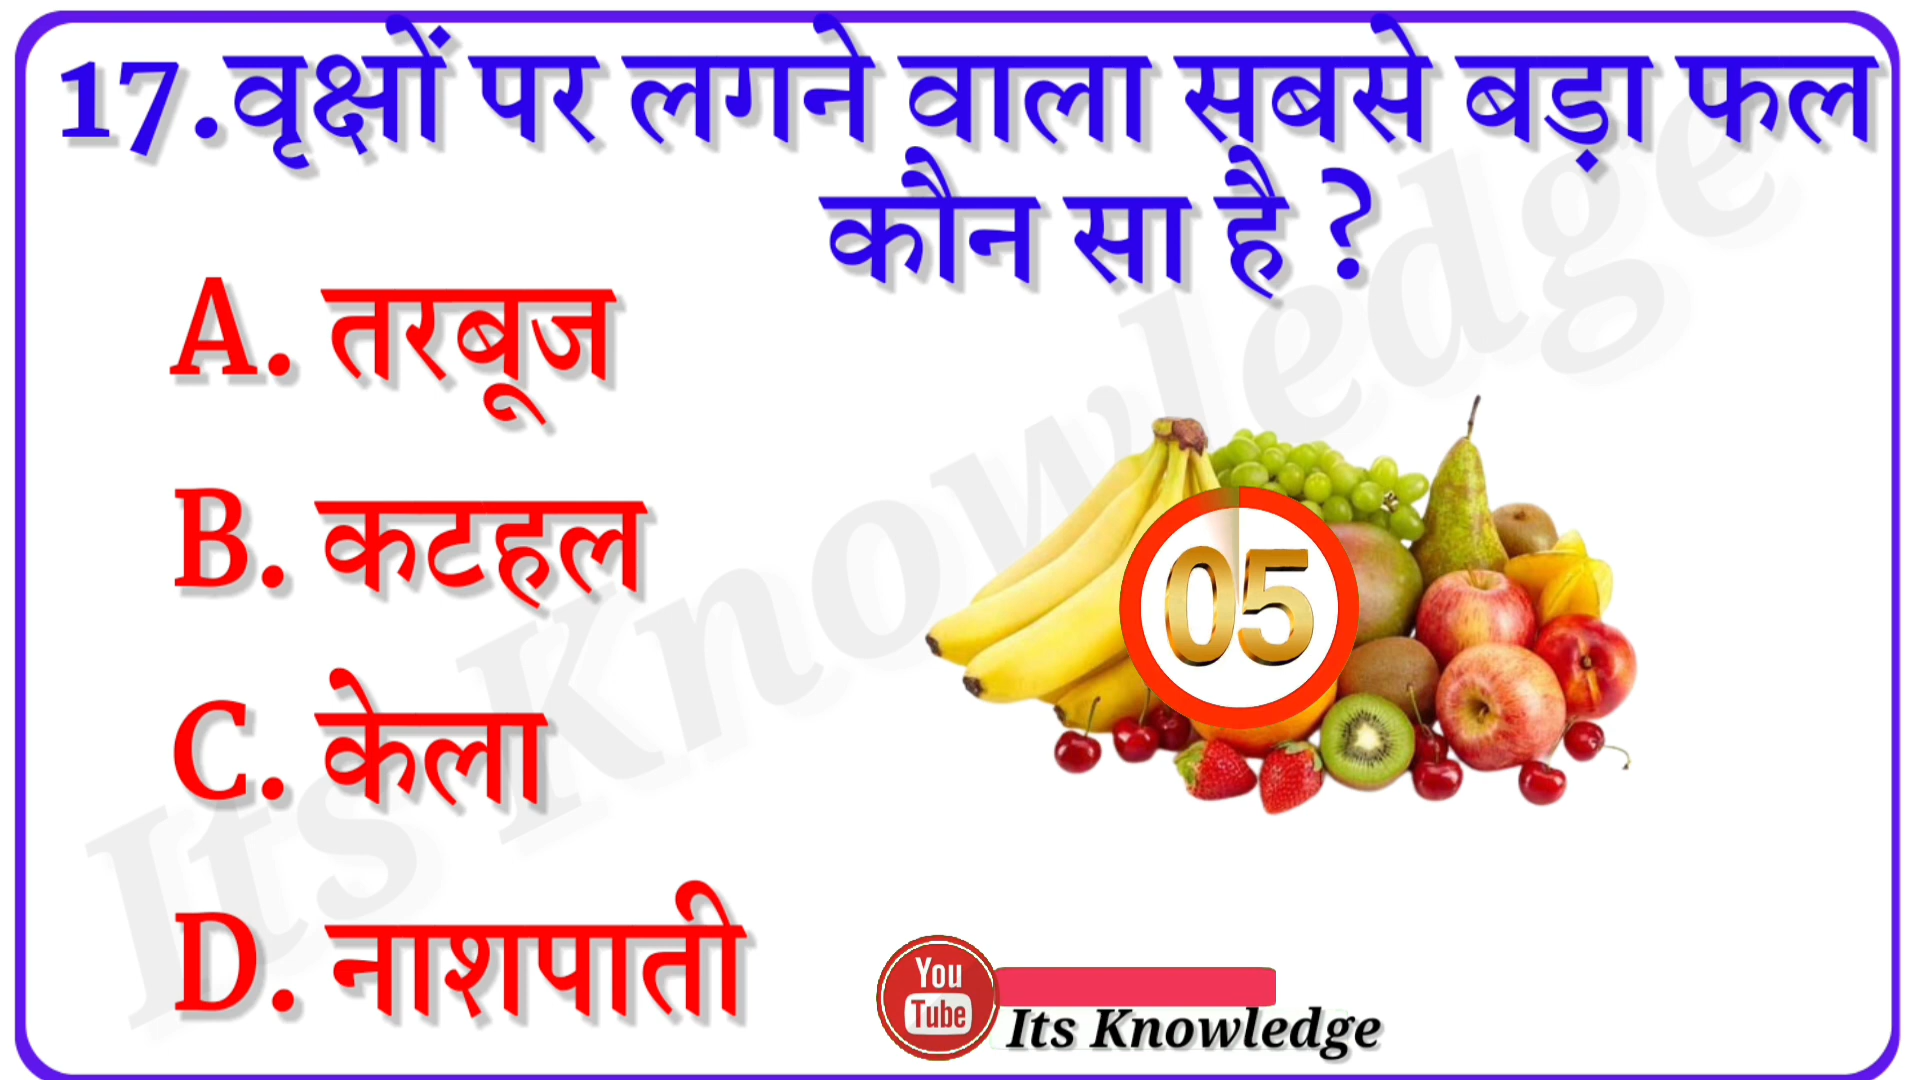 17.वृक्षों पर लगने वाला सबसे बड़ा फल
कौन सा है ?
A. तरबूज
B. कटहल
C. केला
D. नाशपाती
05
You
Tube
Its Knowledge
Its Knowledge